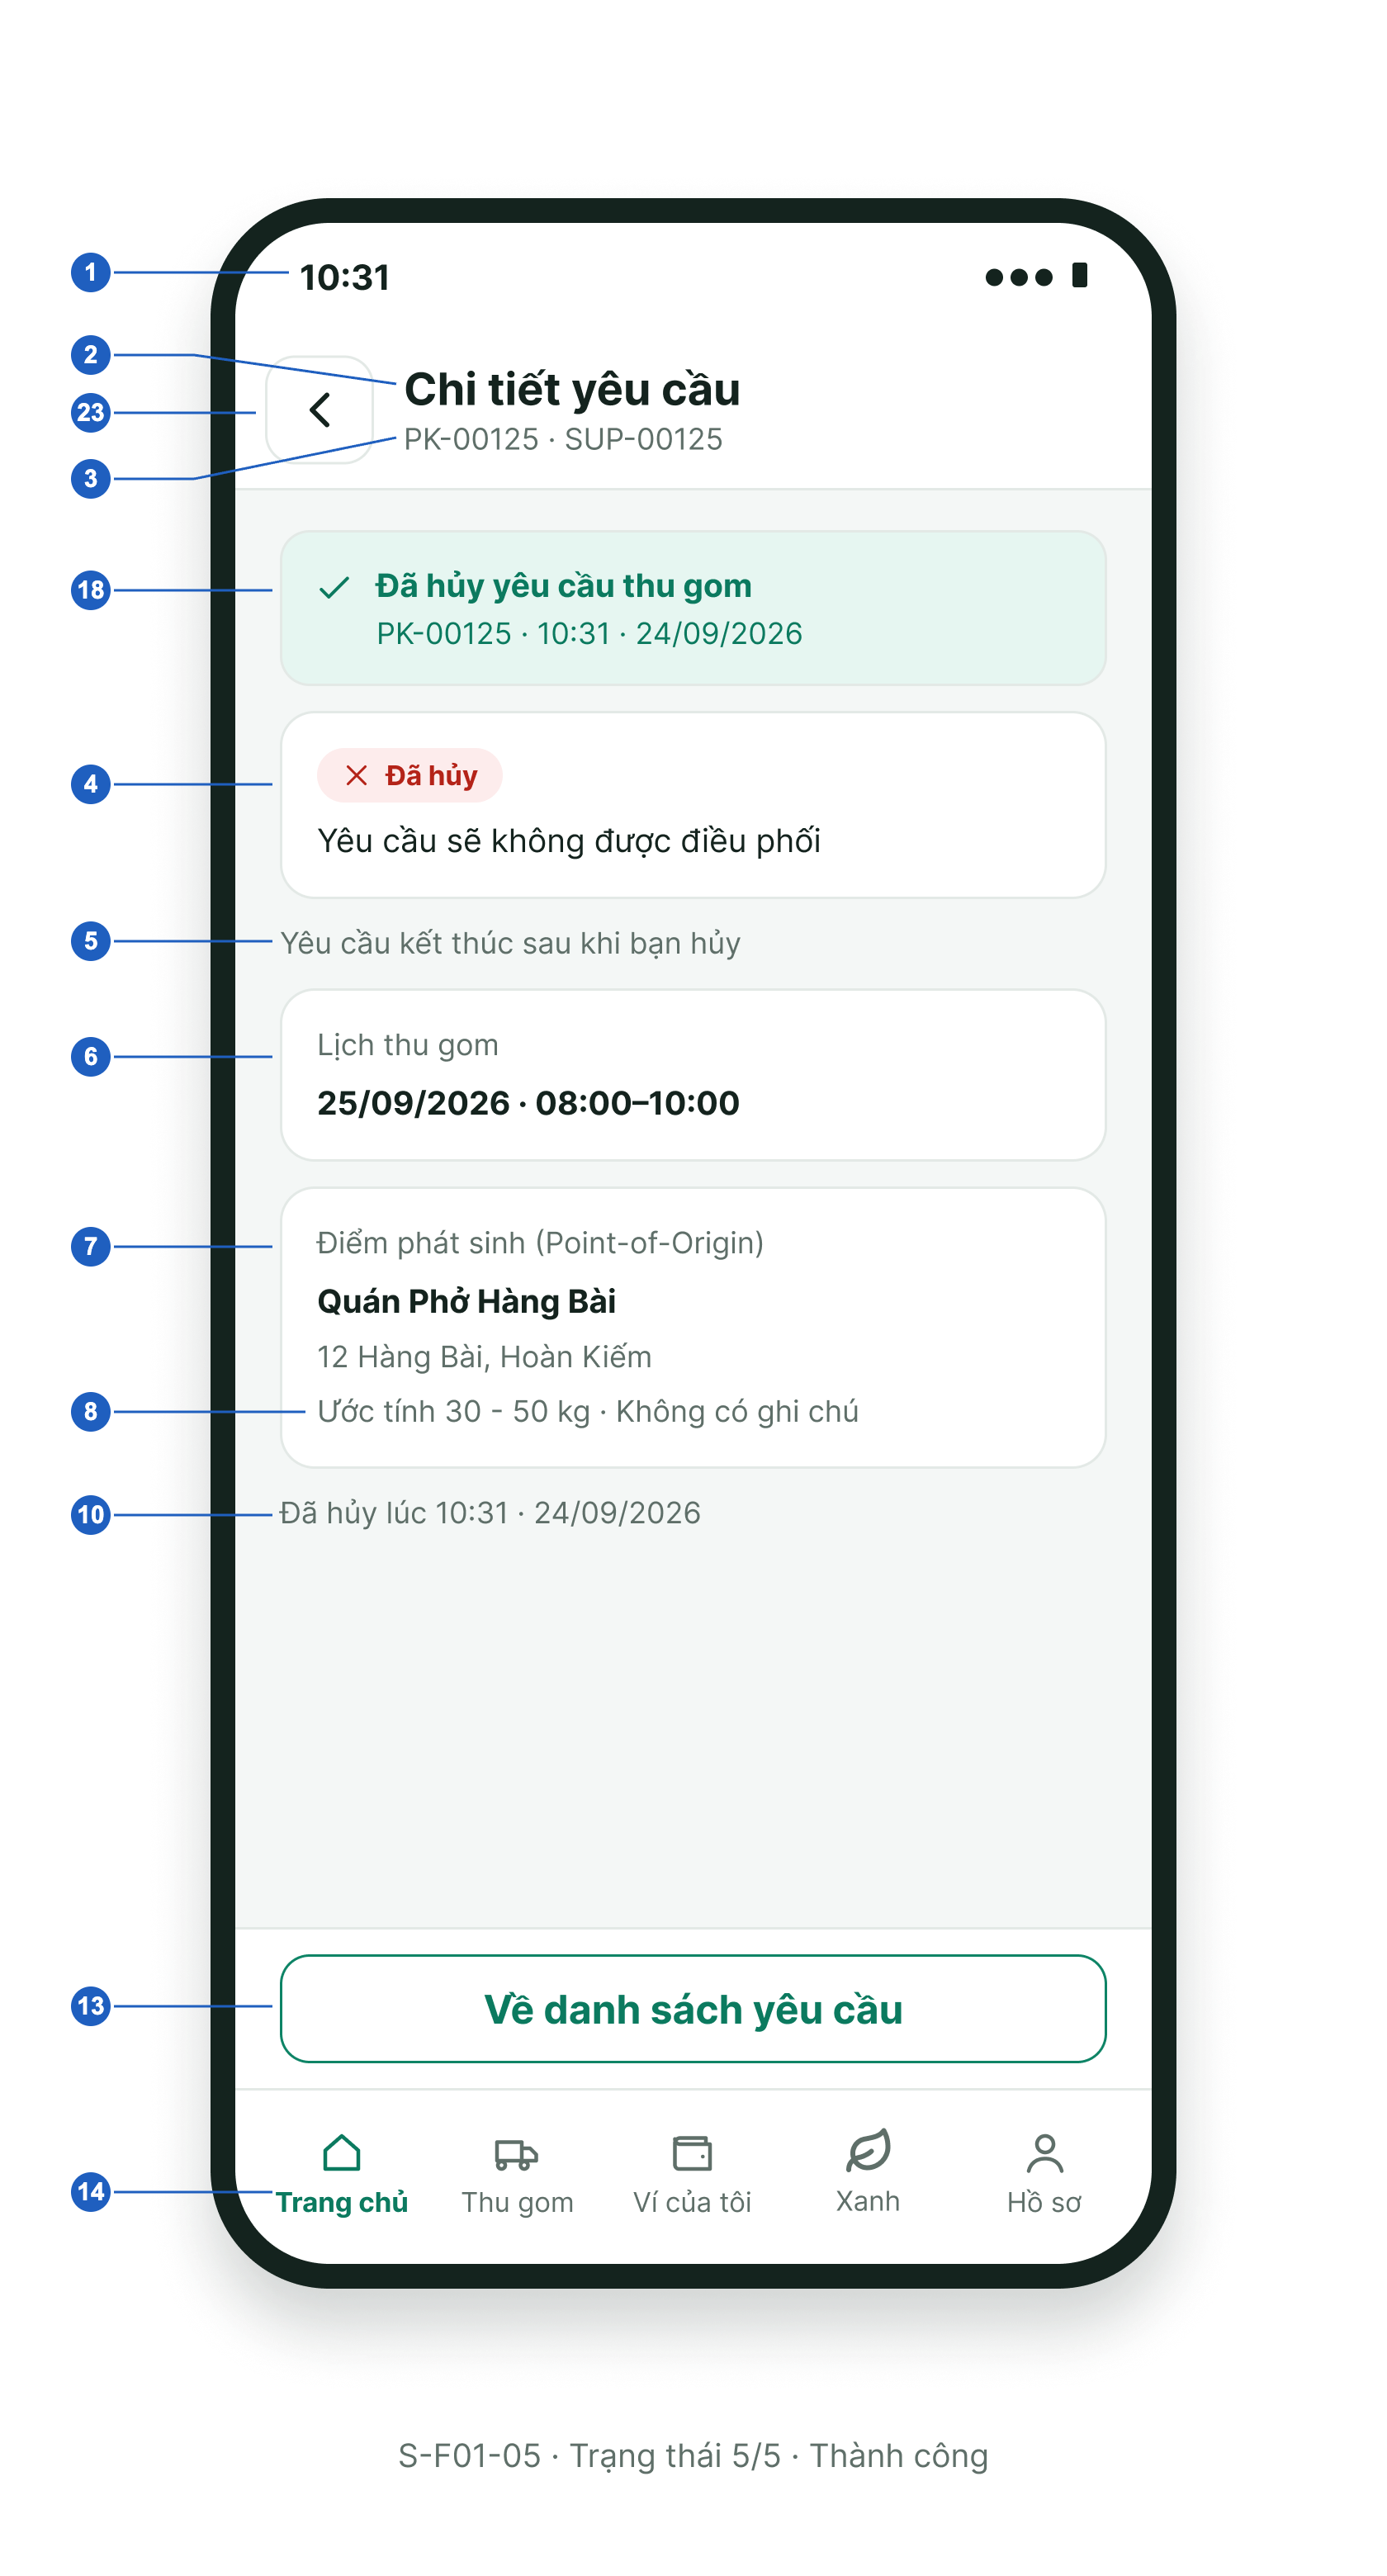 1
10:31
2
Chi tiết yêu cầu
23
PK-00125 · SUP-00125
3
18
Đã hủy yêu cầu thu gom
PK-00125 · 10:31 · 24/09/2026
4
Đã hủy
Yêu cầu sẽ không được điều phối
5
Yêu cầu kết thúc sau khi bạn hủy
6
Lịch thu gom
25/09/2026 · 08:00–10:00
7
Điểm phát sinh (Point-of-Origin)
Quán Phở Hàng Bài
12 Hàng Bài, Hoàn Kiếm
8
Ước tính 30 - 50 kg · Không có ghi chú
10
Đã hủy lúc 10:31 · 24/09/2026
13
Về danh sách yêu cầu
14
Trang chủ
Thu gom
Ví của tôi
Xanh
Hồ sơ
S-F01-05 · Trạng thái 5/5 · Thành công